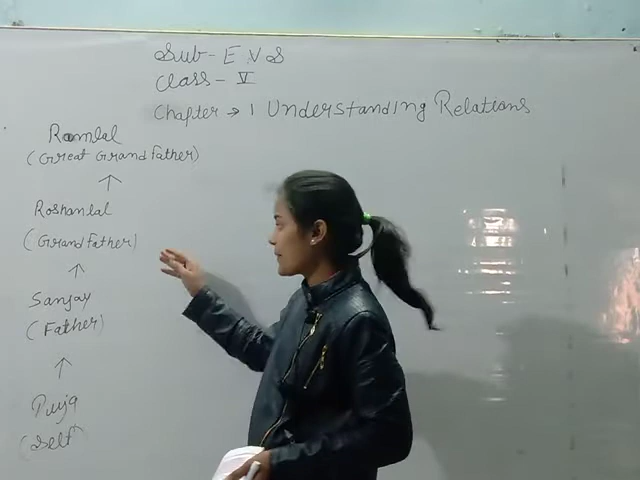 Sub- E V S
Class - V
Chapter → 1 Understanding Relations
Ramlal
(Great Grand Father)
↑
Roshanlal
(Grand Father)
↑
Sanjay
(Father)
↑
Puja
(Self)